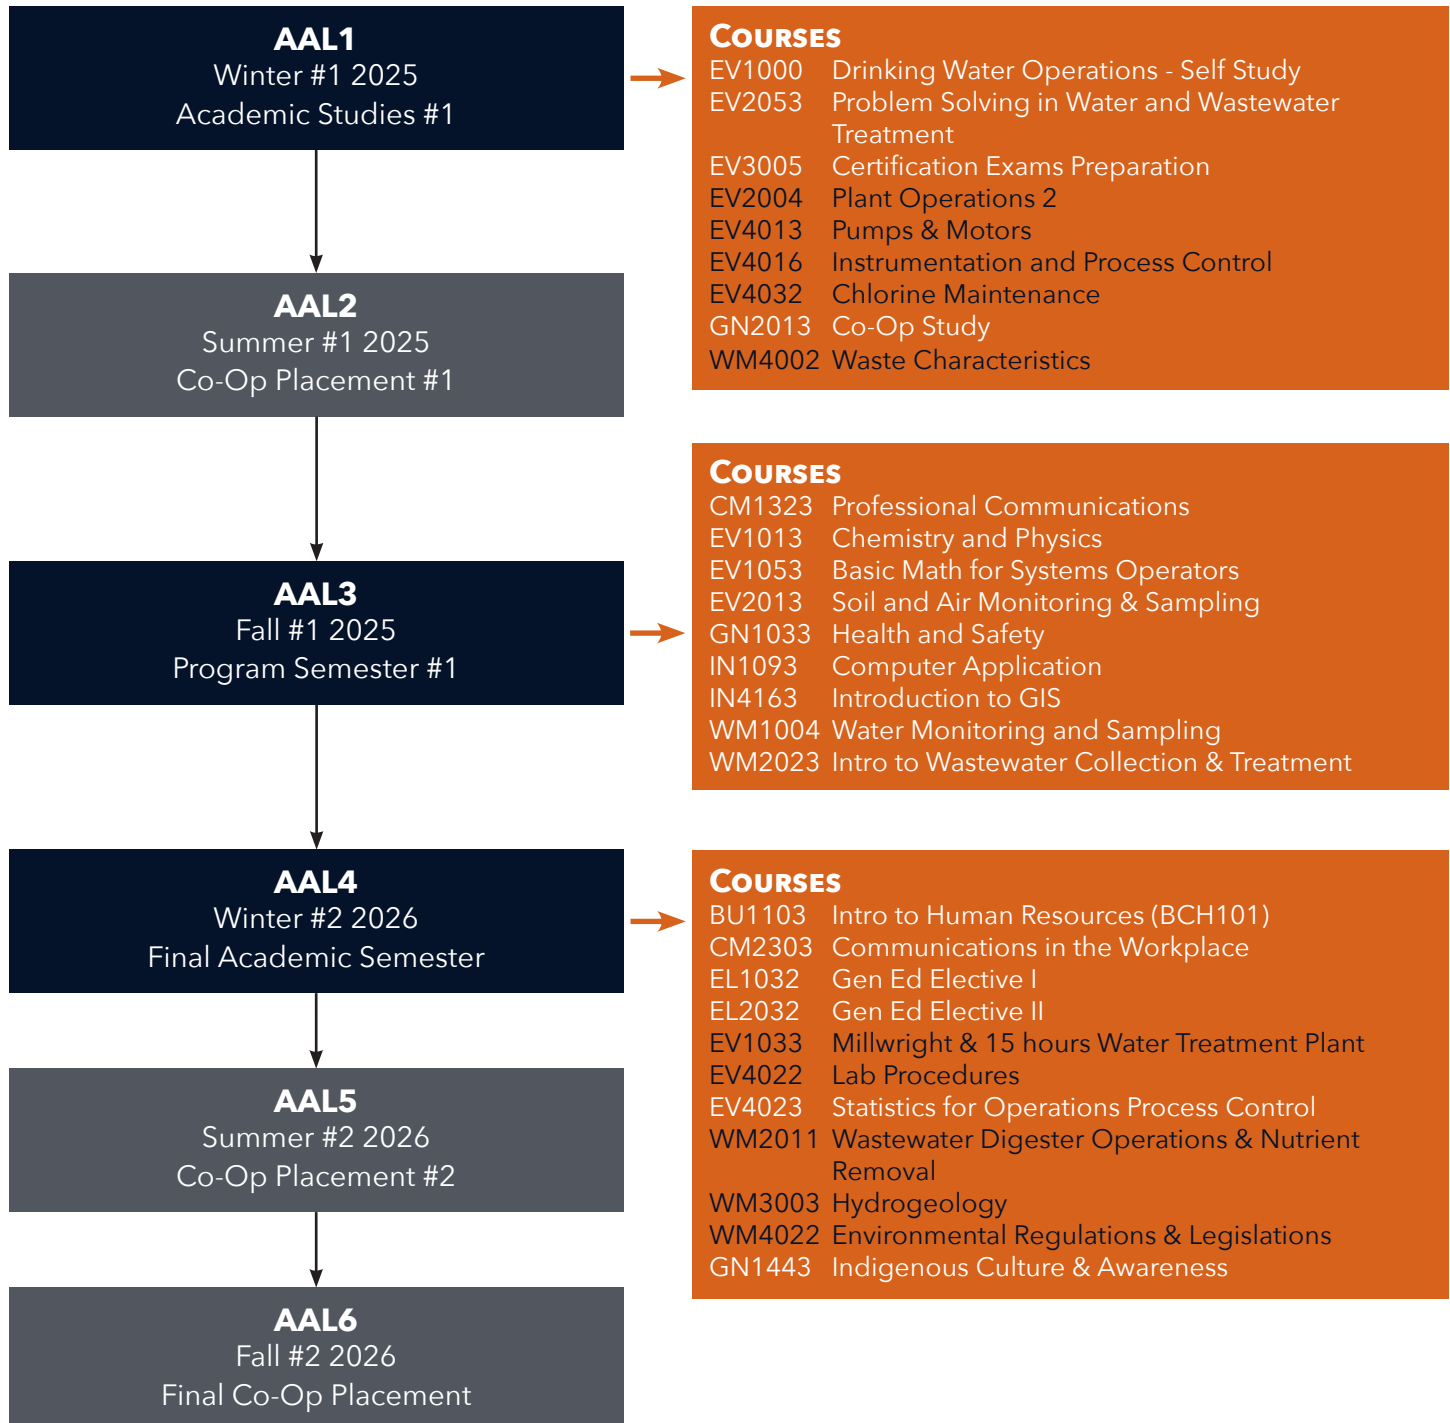 AAL1
Winter #1 2025
Academic Studies #1
COURSES
EV1000 Drinking Water Operations - Self Study
EV2053 Problem Solving in Water and Wastewater
Treatment
EV3005 Certification Exams Preparation
EV2004 Plant Operations 2
EV4013 Pumps & Motors
EV4016 Instrumentation and Process Control
EV4032 Chlorine Maintenance
GN2013 Co-Op Study
WM4002 Waste Characteristics
AAL2
Summer #1 2025
Co-Op Placement #1
AAL3
Fall #1 2025
Program Semester #1
COURSES
CM1323 Professional Communications
EV1013 Chemistry and Physics
EV1053 Basic Math for Systems Operators
EV2013 Soil and Air Monitoring & Sampling
GN1033 Health and Safety
IN1093 Computer Application
IN4163 Introduction to GIS
WM1004 Water Monitoring and Sampling
WM2023 Intro to Wastewater Collection & Treatment
AAL4
Winter #2 2026
Final Academic Semester
COURSES
BU1103 Intro to Human Resources (BCH101)
CM2303 Communications in the Workplace
EL1032 Gen Ed Elective I
EL2032 Gen Ed Elective II
EV1033 Millwright & 15 hours Water Treatment Plant
EV4022 Lab Procedures
EV4023 Statistics for Operations Process Control
WM2011 Wastewater Digester Operations & Nutrient
Removal
WM3003 Hydrogeology
WM4022 Environmental Regulations & Legislations
GN1443 Indigenous Culture & Awareness
AAL5
Summer #2 2026
Co-Op Placement #2
AAL6
Fall #2 2026
Final Co-Op Placement